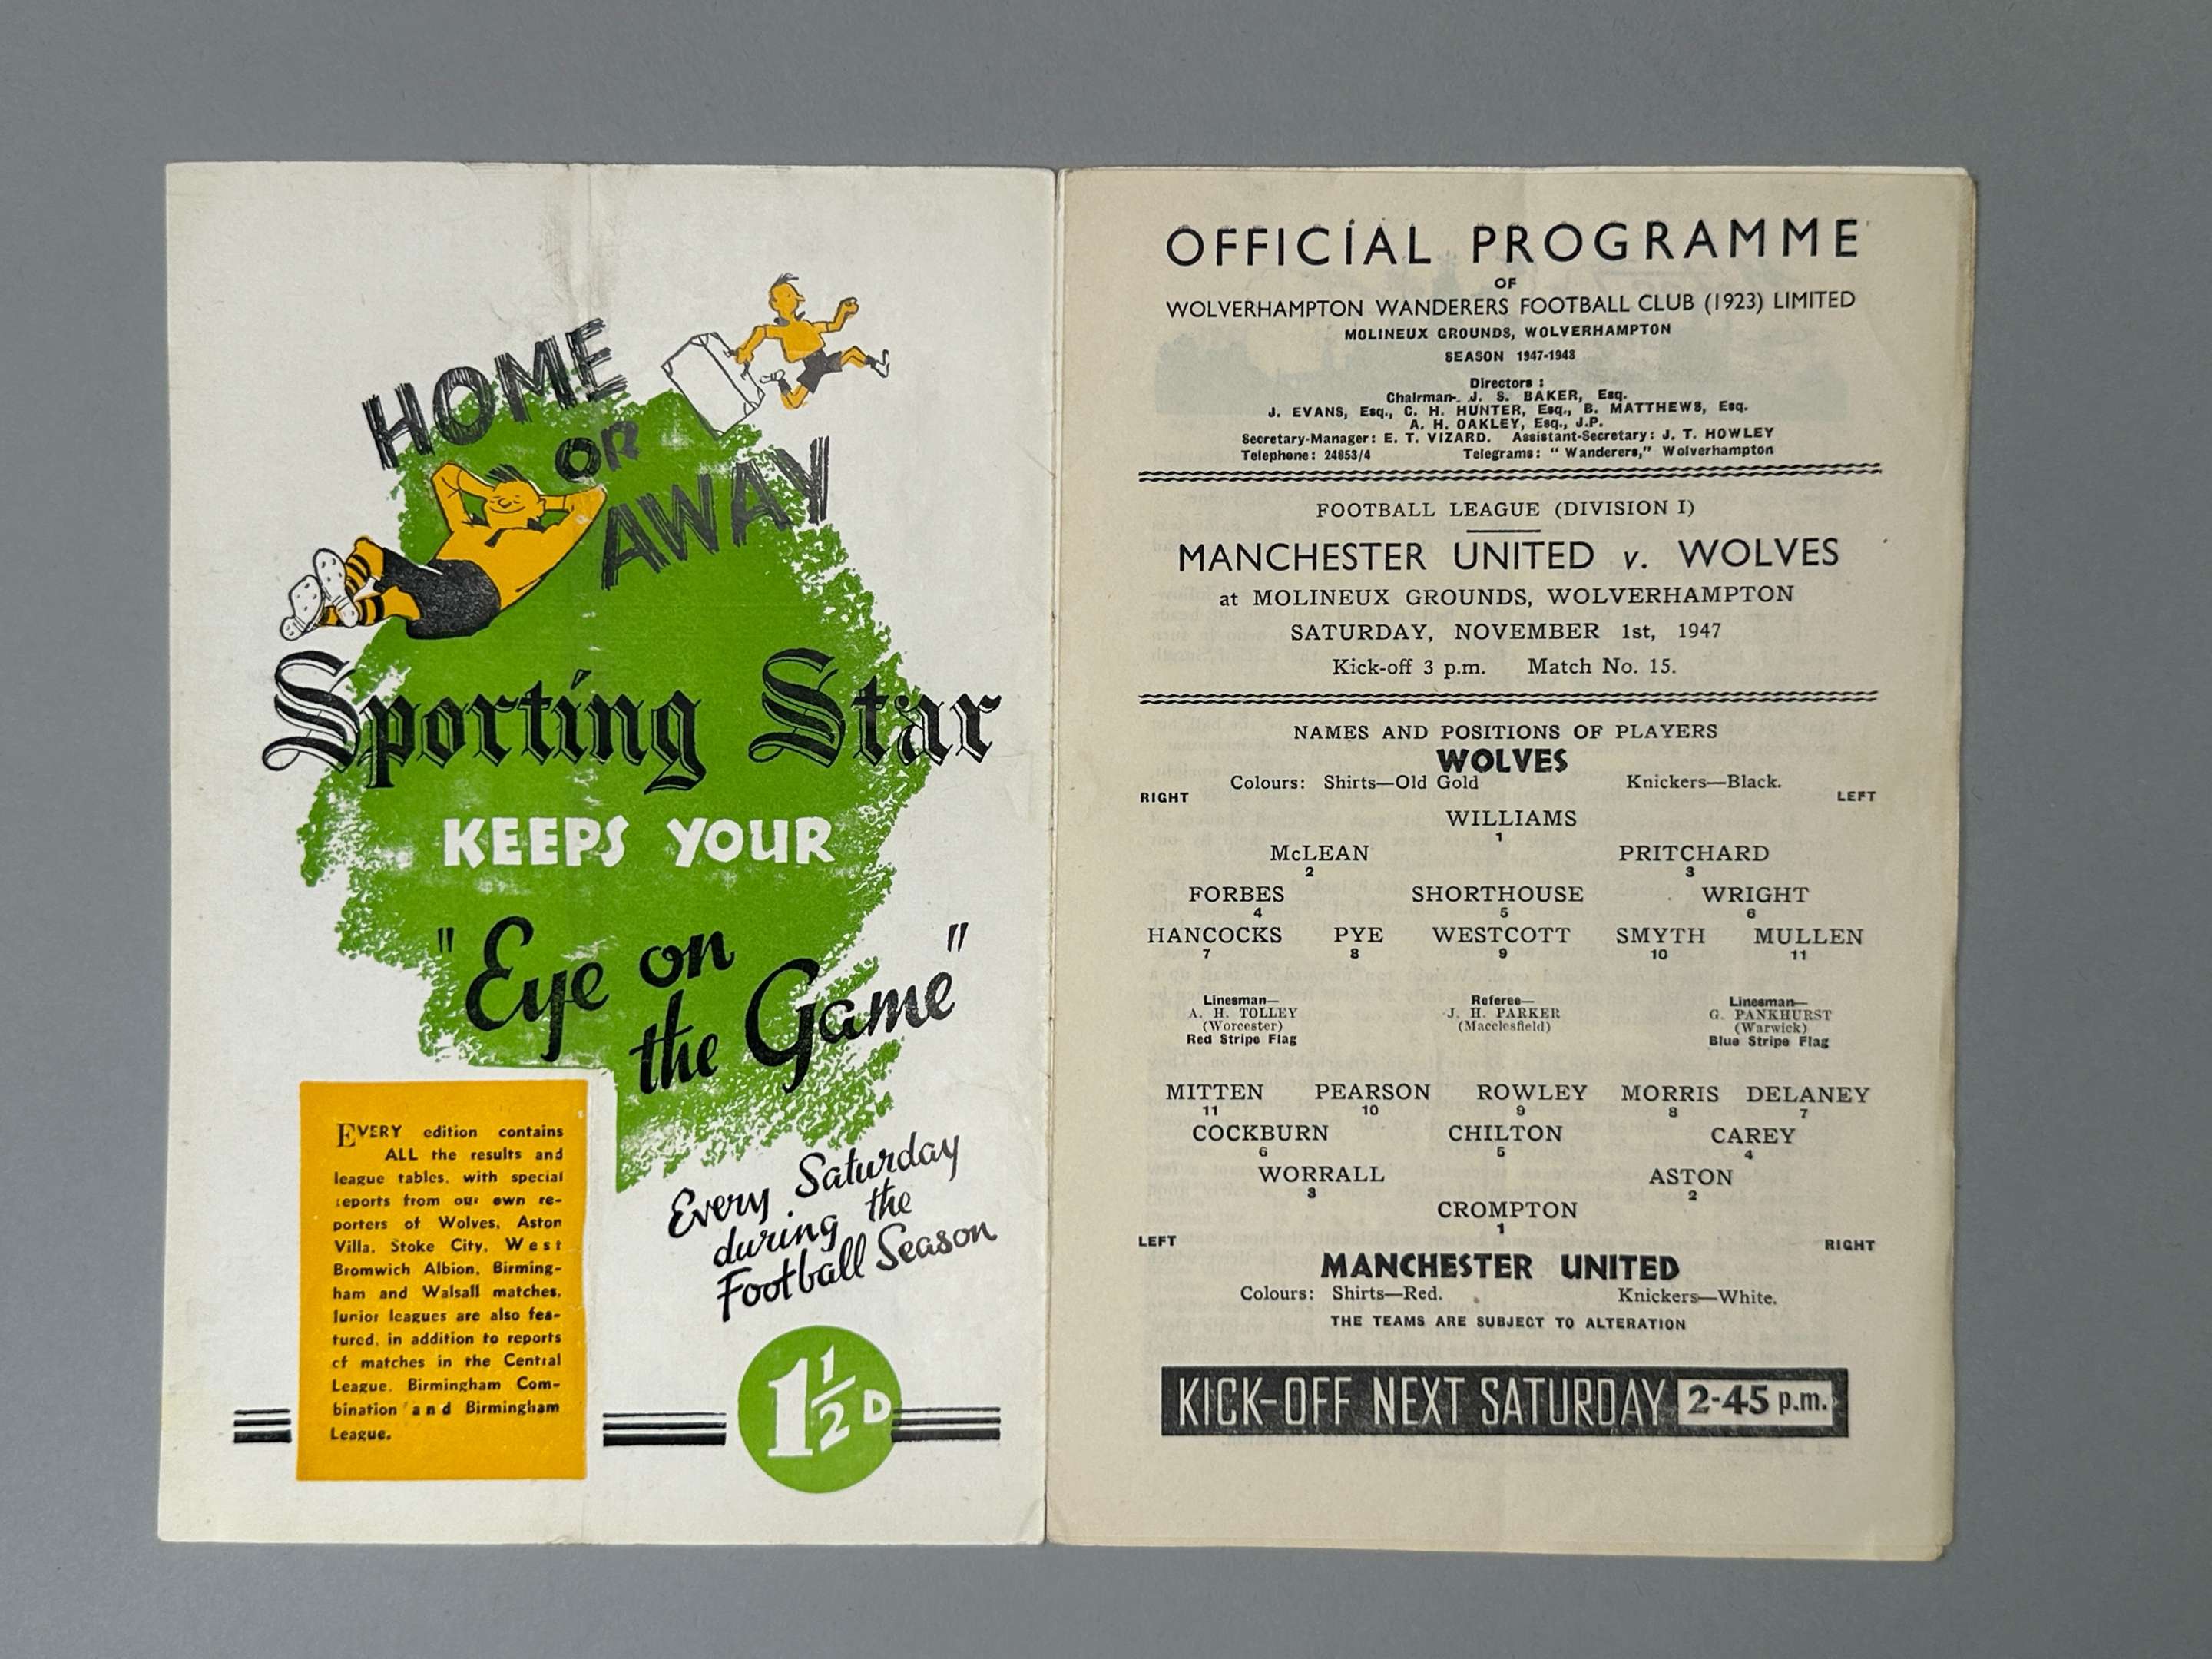 HOME
OR
AWAY
Sporting Star
KEEPS YOUR
"Eye on
the Game"
EVERY edition contains
ALL the results and
league tables, with special
reports from our own re-
porters of Wolves, Aston
Villa, Stoke City, West
Bromwich Albion, Birming-
ham and Walsall matches.
Junior leagues are also fea-
tured, in addition to reports
of matches in the Central
League, Birmingham Com-
bination and Birmingham
League.
Every Saturday
during the
Football Season
1½D
OFFICIAL PROGRAMME
OF
WOLVERHAMPTON WANDERERS FOOTBALL CLUB (1923) LIMITED
MOLINEUX GROUNDS, WOLVERHAMPTON
SEASON 1947-1948
Directors :
Chairman- J. S. BAKER, Esq.
J. EVANS, Esq., C. H. HUNTER, Esq., B. MATTHEWS, Esq.
A. H. OAKLEY, Esq., J.P.
Secretary-Manager: E. T. VIZARD. Assistant-Secretary: J. T. HOWLEY
Telephone: 24053/4 Telegrams: "Wanderers," Wolverhampton
FOOTBALL LEAGUE (DIVISION I)
MANCHESTER UNITED v. WOLVES
at MOLINEUX GROUNDS, WOLVERHAMPTON
SATURDAY, NOVEMBER 1st, 1947
Kick-off 3 p.m. Match No. 15.
NAMES AND POSITIONS OF PLAYERS
WOLVES
Colours: Shirts—Old Gold Knickers—Black.
RIGHT LEFT
WILLIAMS
1
McLEAN PRITCHARD
2 3
FORBES SHORTHOUSE WRIGHT
4 5 6
HANCOCKS PYE WESTCOTT SMYTH MULLEN
7 8 9 10 11
Linesman— Referee— Linesman—
A. H. TOLLEY J. H. PARKER G. PANKHURST
(Worcester) (Macclesfield) (Warwick)
Red Stripe Flag Blue Stripe Flag
MITTEN PEARSON ROWLEY MORRIS DELANEY
11 10 9 8 7
COCKBURN CHILTON CAREY
6 5 4
WORRALL ASTON
3 2
CROMPTON
1
LEFT RIGHT
MANCHESTER UNITED
Colours: Shirts—Red. Knickers—White.
THE TEAMS ARE SUBJECT TO ALTERATION
KICK-OFF NEXT SATURDAY 2-45 p.m.